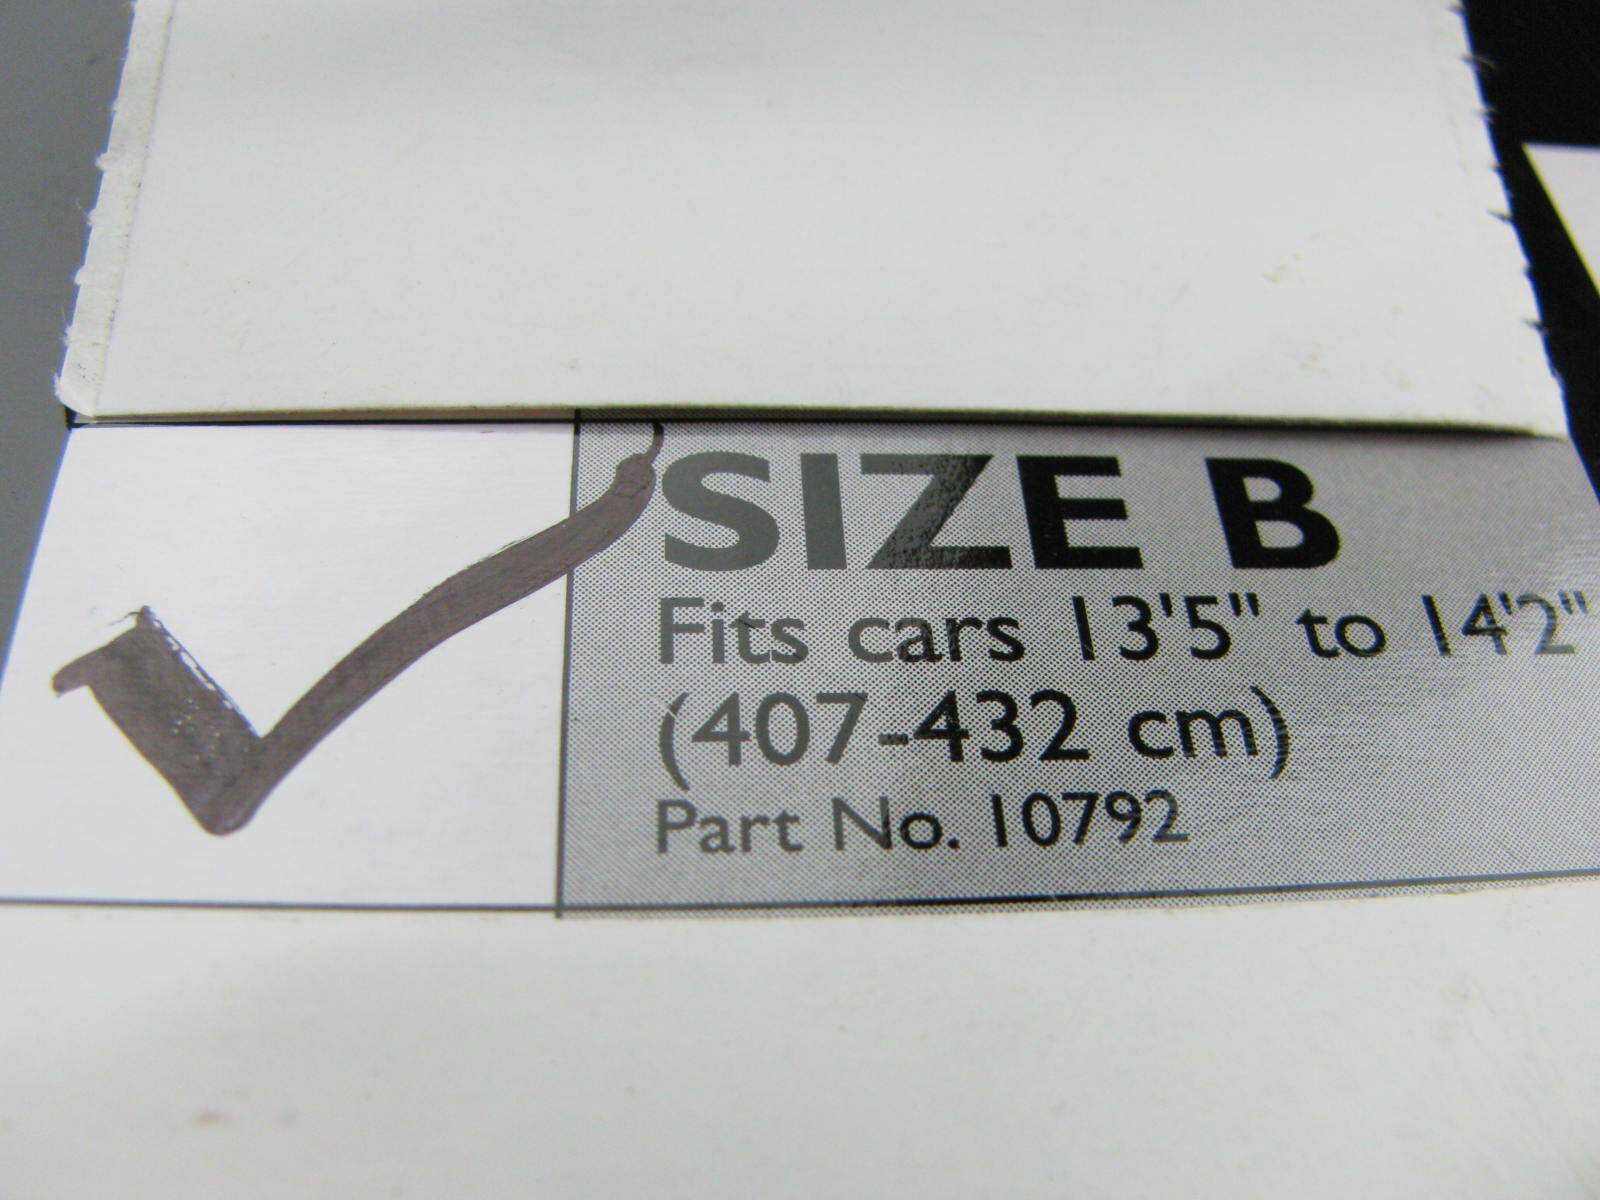 SIZE B
Fits cars 13'5" to 14'2"
(407-432 cm)
Part No. 10792